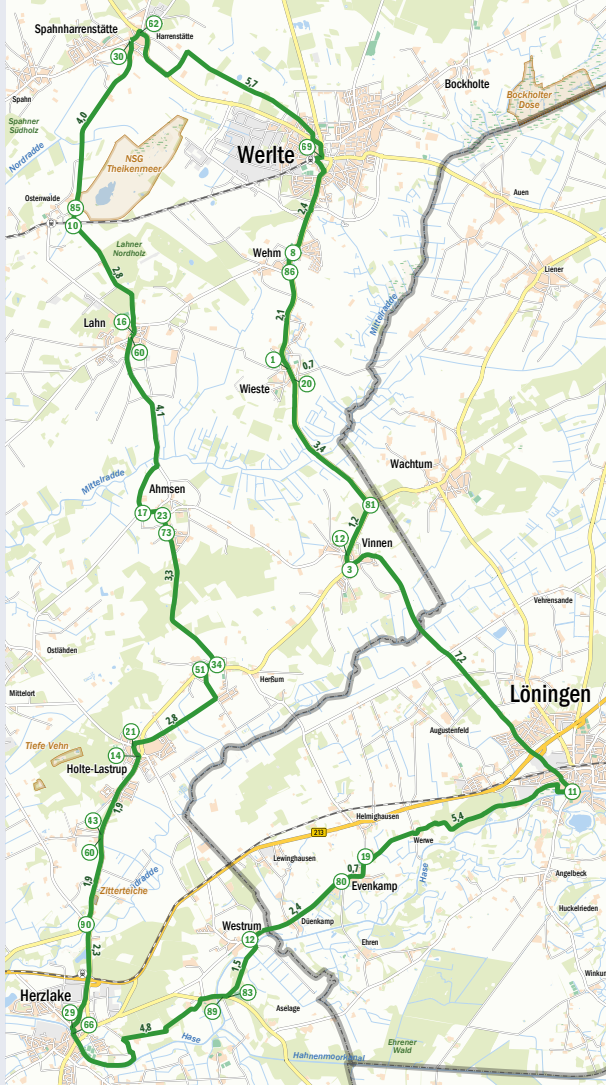 62
Spahnharrenstätte
Harrenstätte
30
5,7
Bockholte
Spahn
Bockholter
Dose
4,0
Spahner
Südholz
Nordradde
NSG
Theikenmeer
69
Werlte
Auen
Ostenwalde
85
10
2,4
Lahner
Nordholz
Wehm
8
86
2,8
Liener
Mittelradde
16
Lahn
2,1
60
1
0,7
20
Wieste
4,1
3,4
Wachtum
Mittelradde
Ahmsen
17
23
73
81
1,2
12
Vinnen
3
3,3
Vehrensande
Ostlähden
7,2
51
34
Herßum
Mittelort
Löningen
2,8
21
Augustenfeld
Tiefe Vehn
14
Holte-Lastrup
11
1,9
43
Helmighausen
5,4
213
Werwe
60
Lewinghausen
19
0,7
Hase
Angelbeck
1,9
80
Evenkamp
Zitterteiche
dradde
2,4
Huckelrieden
90
Düenkamp
Westrum
12
Ehren
2,3
1,5
Winkum
Herzlake
83
89
Aselage
29
66
4,8
Hase
Ehrener
Wald
Hahnenmoorkanal